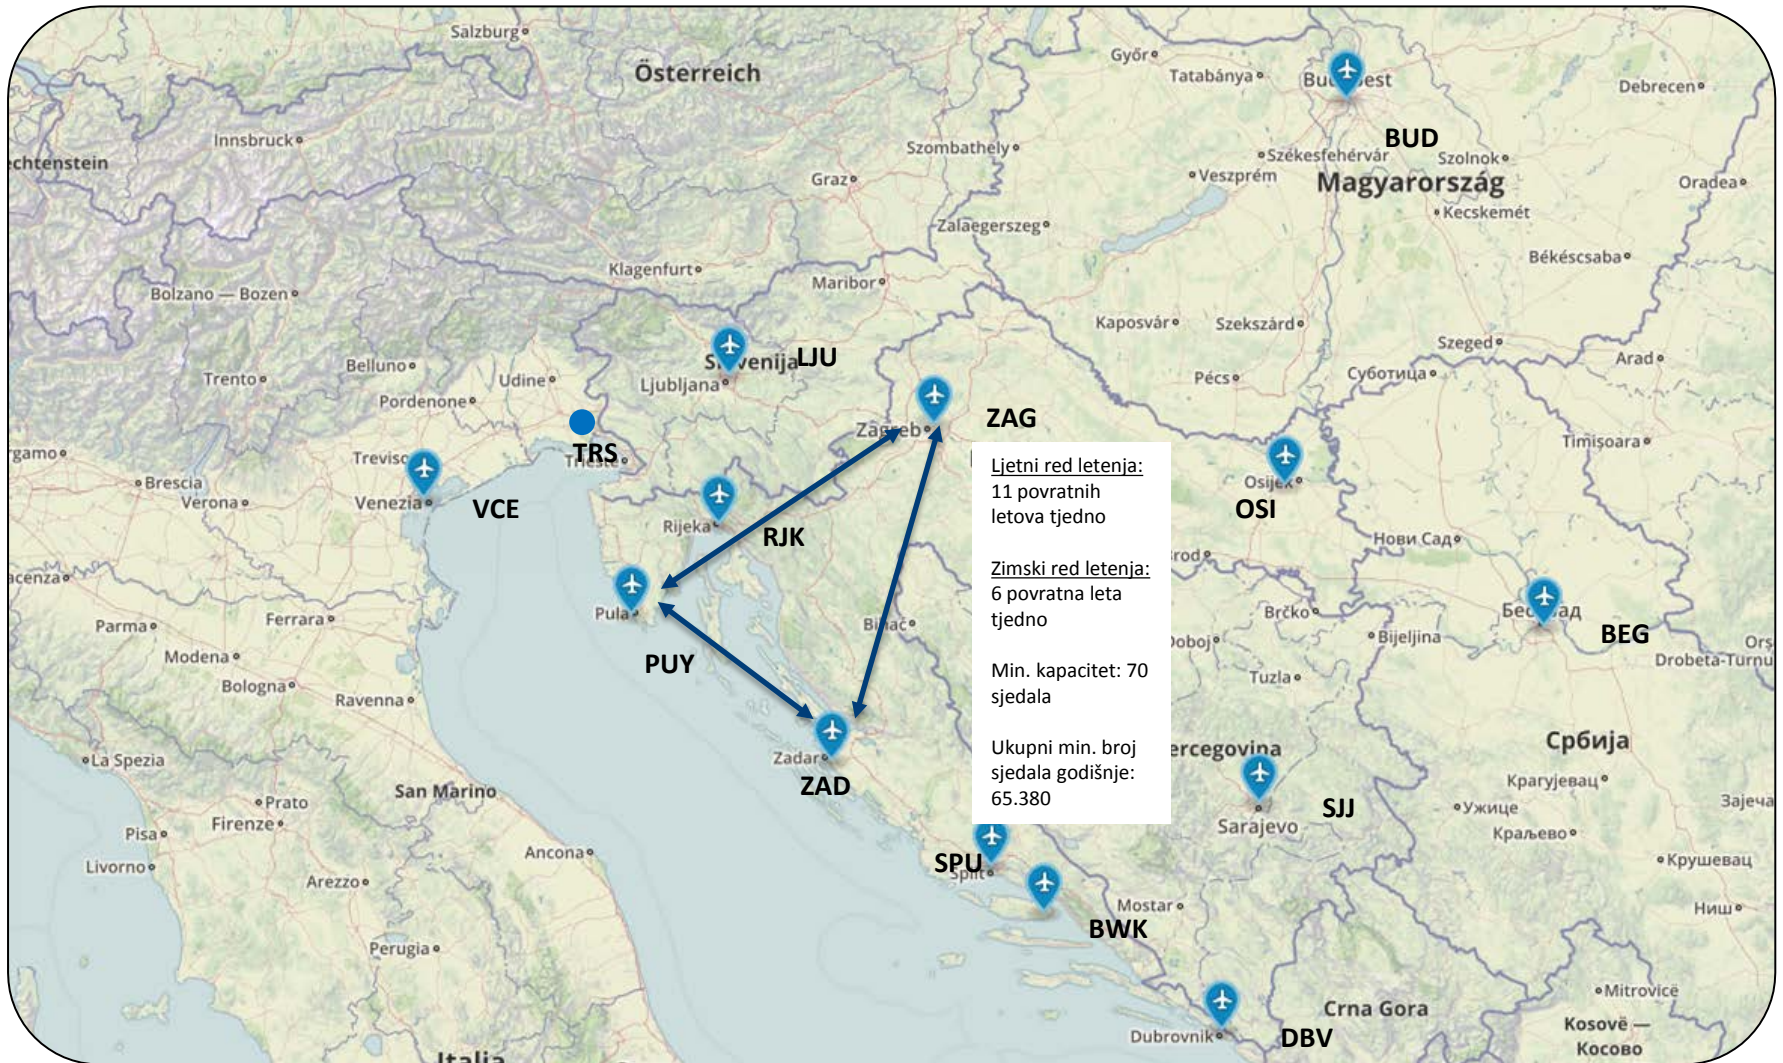 Salzburg
Österreich
Győr
Tatabánya
Debrecen
Innsbruck
BUD
Szombathely
Székesfehérvár
Szolnok
Graz
Veszprém
Magyarország
Oradea
Kecskemét
Zalaegerszeg
Békéscsaba
Klagenfurt
Maribor
Bolzano — Bozen
Kaposvár
Szekszárd
Szeged
Arad
LJU
Belluno
Udine
Ljubljana
Trento
Pécs
Суботица
Pordenone
ZAG
Zagreb
TRS
Trieste
Timișoara
Brescia
Verona
Venezia
VCE
Osijek
OSI
Rijeka
RJK
Ljetni red letenja:
11 povratnih
letova tjedno
Zimski red letenja:
6 povratna leta
tjedno
Min. kapacitet: 70
sjedala
Ukupni min. broj
sjedala godišnje:
65.380
Нови Сад
Pula
PUY
Parma
Ferrara
Modena
Bologna
Ravenna
Brčko
Bijeljina
BEG
Tuzla
Zadar
ZAD
La Spezia
San Marino
Prato
Firenze
Pisa
Livorno
Arezzo
Ancona
Perugia
Србија
Крагујевац
Ужице
Краљево
Крушевац
SJJ
Sarajevo
SPU
Split
BWK
Mostar
Ниш
Dubrovnik
DBV
Crna Gora
Mitrovicë
Kosovë —
Косово
Italia